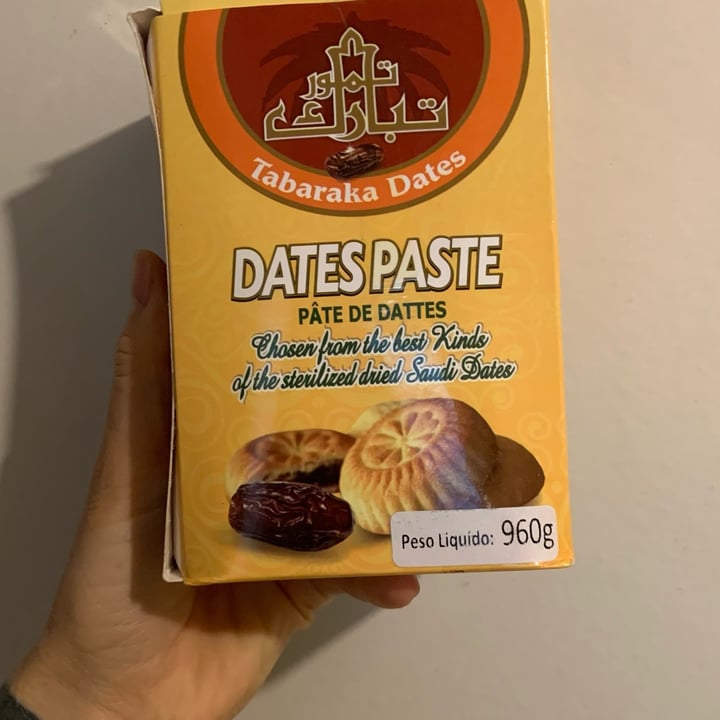 تمور
تبارك
Tabaraka Dates
DATES PASTE
PÂTE DE DATTES
Chosen from the best Kinds
of the sterilized dried Saudi Dates
Peso Liquído: 960g